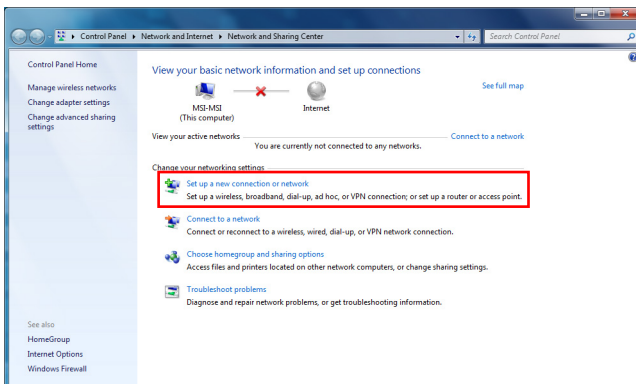 Control Panel ▸ Network and Internet ▸ Network and Sharing Center
Search Control Panel
Control Panel Home
Manage wireless networks
Change adapter settings
Change advanced sharing
settings
View your basic network information and set up connections
See full map
MSI-MSI
(This computer)
Internet
View your active networks
Connect to a network
You are currently not connected to any networks.
Change your networking settings
Set up a new connection or network
Set up a wireless, broadband, dial-up, ad hoc, or VPN connection; or set up a router or access point.
Connect to a network
Connect or reconnect to a wireless, wired, dial-up, or VPN network connection.
Choose homegroup and sharing options
Access files and printers located on other network computers, or change sharing settings.
Troubleshoot problems
Diagnose and repair network problems, or get troubleshooting information.
See also
HomeGroup
Internet Options
Windows Firewall